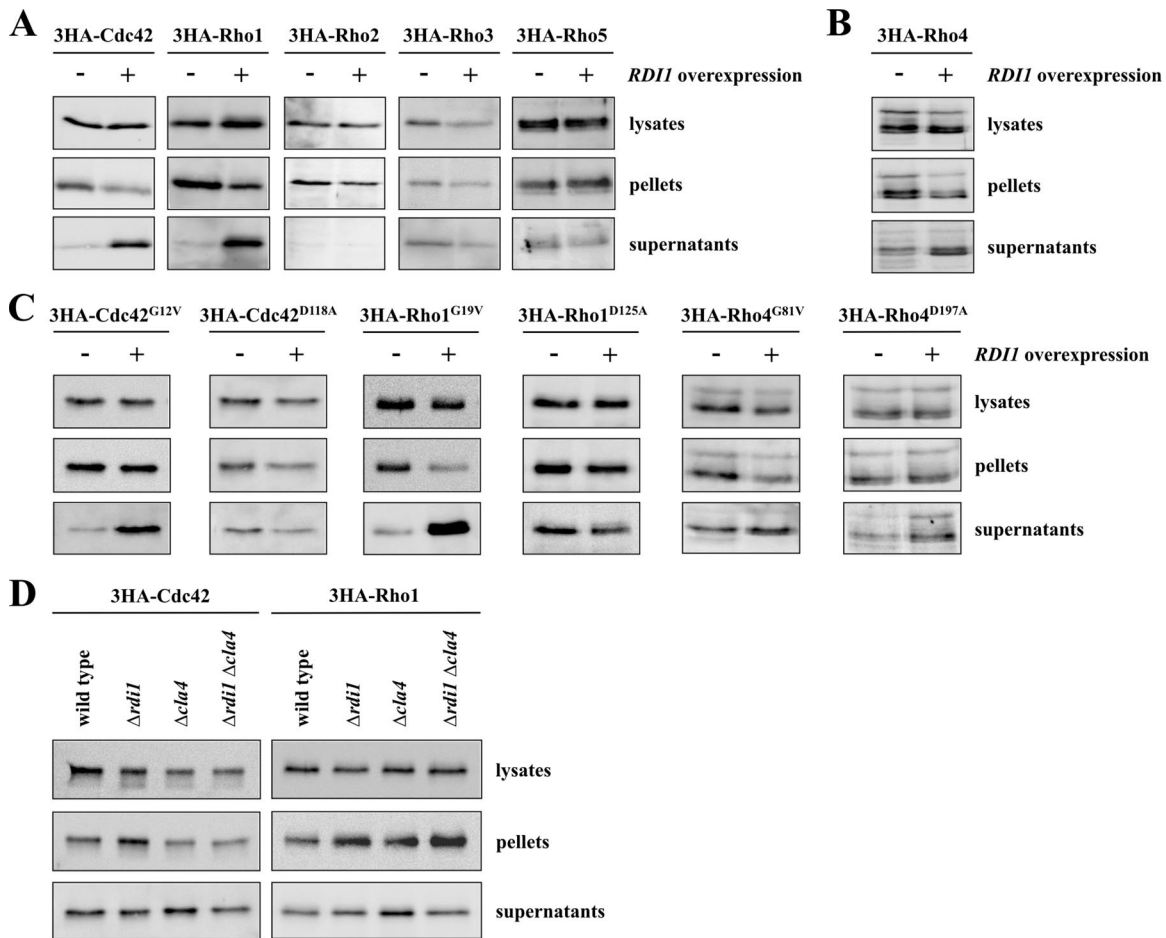 A
B
3HA-Cdc42 3HA-Rho1 3HA-Rho2 3HA-Rho3 3HA-Rho5
3HA-Rho4
- + - + - + - + - + RDI1 overexpression
- + RDI1 overexpression
lysates
lysates
pellets
pellets
supernatants
supernatants
C
3HA-Cdc42G12V 3HA-Cdc42D118A 3HA-Rho1G19V 3HA-Rho1D125A 3HA-Rho4G81V 3HA-Rho4D197A
- + - + - + - + - + - + RDI1 overexpression
lysates
pellets
supernatants
D
3HA-Cdc42 3HA-Rho1
wild type
Δrdi1
Δcla4
Δrdi1 Δcla4
wild type
Δrdi1
Δcla4
Δrdi1 Δcla4
lysates
pellets
supernatants